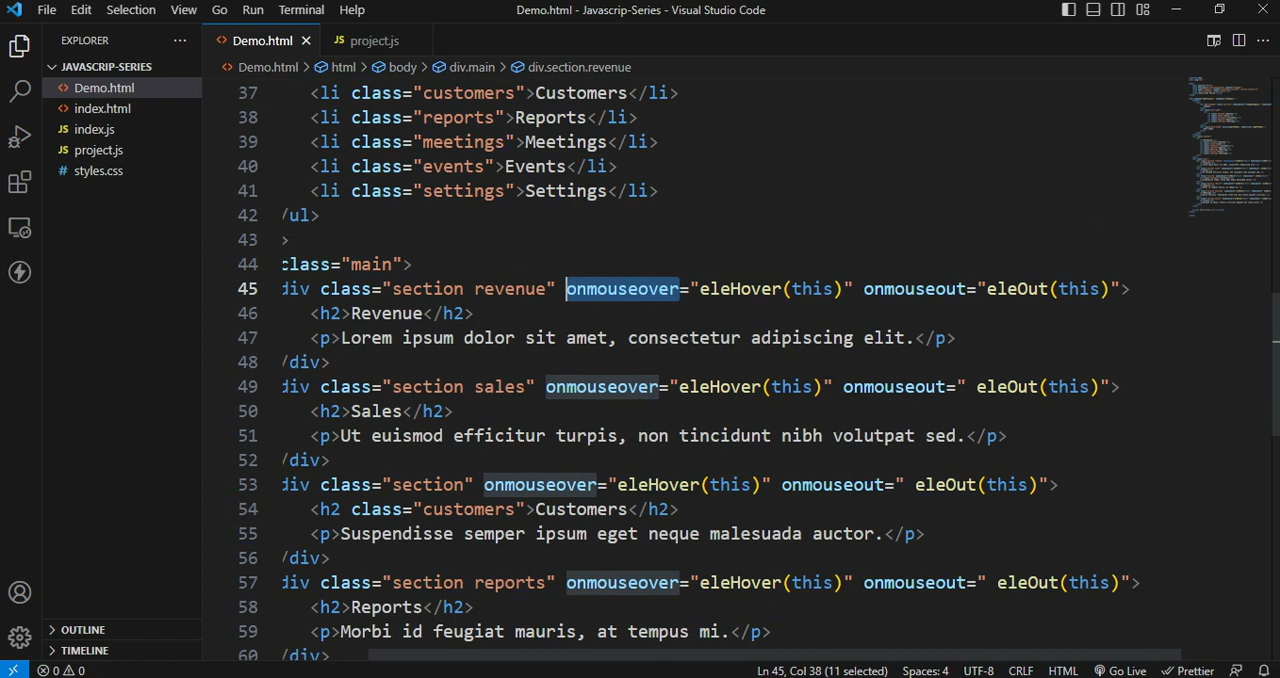 File Edit Selection View Go Run Terminal Help
Demo.html - Javascrip-Series - Visual Studio Code
EXPLORER
JAVASCRIP-SERIES
Demo.html
index.html
JS index.js
JS project.js
# styles.css
OUTLINE
TIMELINE
Demo.html
JS project.js
Demo.html > html > body > div.main > div.section.revenue
37 <li class="customers">Customers</li>
38 <li class="reports">Reports</li>
39 <li class="meetings">Meetings</li>
40 <li class="events">Events</li>
41 <li class="settings">Settings</li>
42 /ul>
43 >
44 class="main">
45 div class="section revenue" onmouseover="eleHover(this)" onmouseout="eleOut(this)">
46 <h2>Revenue</h2>
47 <p>Lorem ipsum dolor sit amet, consectetur adipiscing elit.</p>
48 /div>
49 div class="section sales" onmouseover="eleHover(this)" onmouseout=" eleOut(this)">
50 <h2>Sales</h2>
51 <p>Ut euismod efficitur turpis, non tincidunt nibh volutpat sed.</p>
52 /div>
53 div class="section" onmouseover="eleHover(this)" onmouseout=" eleOut(this)">
54 <h2 class="customers">Customers</h2>
55 <p>Suspendisse semper ipsum eget neque malesuada auctor.</p>
56 /div>
57 div class="section reports" onmouseover="eleHover(this)" onmouseout=" eleOut(this)">
58 <h2>Reports</h2>
59 <p>Morbi id feugiat mauris, at tempus mi.</p>
60 /div>
0 0
Ln 45, Col 38 (11 selected) Spaces: 4 UTF-8 CRLF HTML Go Live Prettier